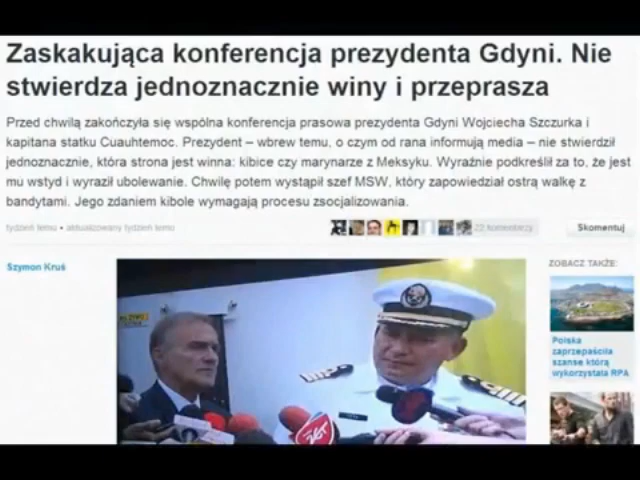 Zaskakująca konferencja prezydenta Gdyni. Nie
stwierdza jednoznacznie winy i przeprasza
Przed chwilą zakończyła się wspólna konferencja prasowa prezydenta Gdyni Wojciecha Szczurka i
kapitana statku Cuauhtemoc. Prezydent – wbrew temu, o czym od rana informują media – nie stwierdził
jednoznacznie, która strona jest winna: kibice czy marynarze z Meksyku. Wyraźnie podkreślił za to, że jest
mu wstyd i wyraził ubolewanie. Chwilę potem wystąpił szef MSW, który zapowiedział ostrą walkę z
bandytami. Jego zdaniem kibole wymagają procesu zsocjalizowania.
tydzień temu • aktualizowany tydzień temu
22 komentarzy
Skomentuj
Szymon Kruś
ZOBACZ TAKŻE:
Polska
zaprzepaściła
szanse którą
wykorzystała RPA
ZET